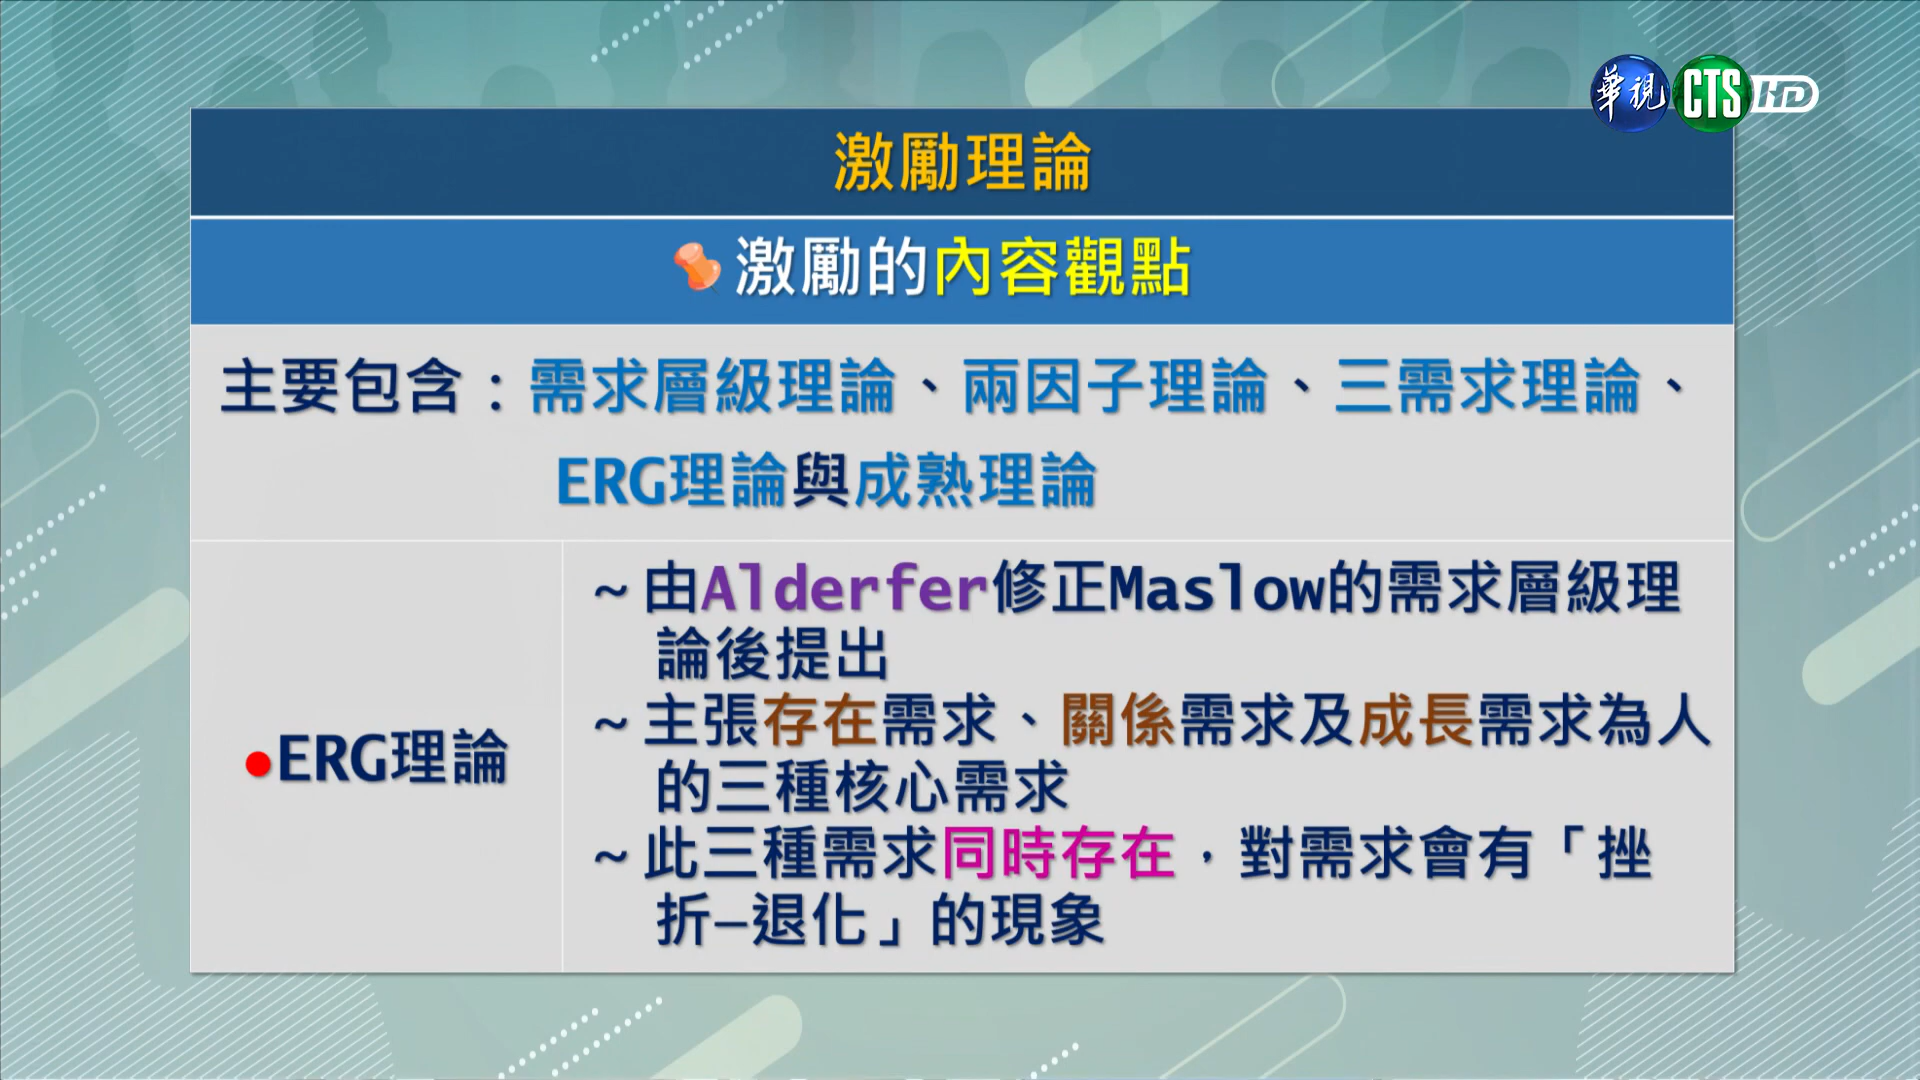 華視 CTS HD
激勵理論
激勵的內容觀點
主要包含：需求層級理論、兩因子理論、三需求理論、
ERG理論與成熟理論
●ERG理論
~由Alderfer修正Maslow的需求層級理
論後提出
~主張存在需求、關係需求及成長需求為人
的三種核心需求
~此三種需求同時存在，對需求會有「挫
折–退化」的現象